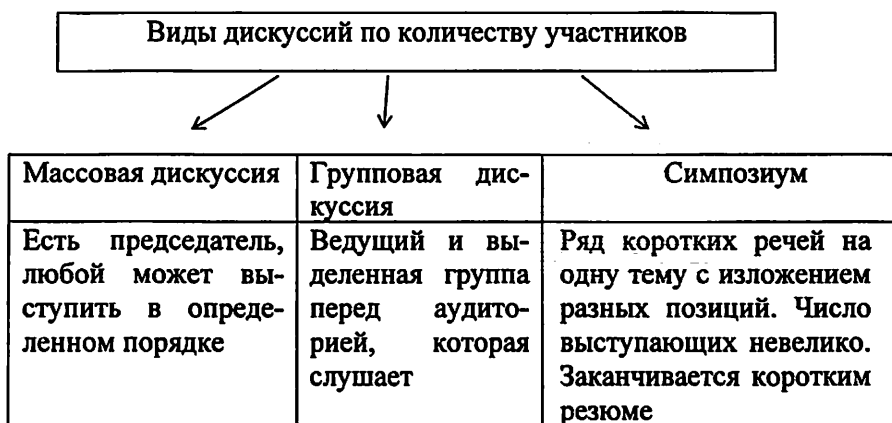 Виды дискуссий по количеству участников
Массовая дискуссия
Групповая дис-
куссия
Симпозиум
Есть председатель,
любой может вы-
ступить в опреде-
ленном порядке
Ведущий и вы-
деленная группа
перед аудито-
рией, которая
слушает
Ряд коротких речей на
одну тему с изложением
разных позиций. Число
выступающих невелико.
Заканчивается коротким
резюме